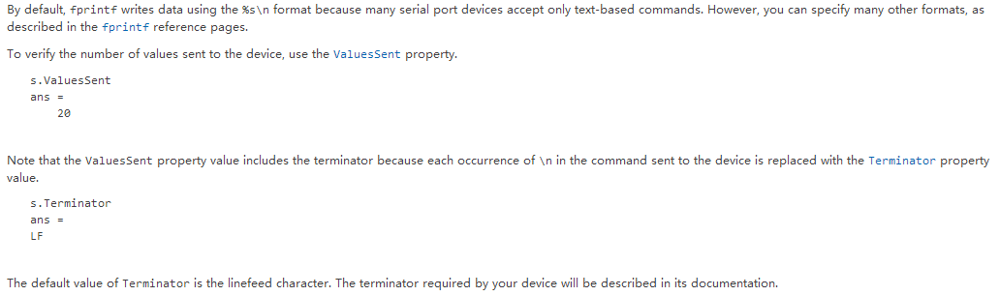 By default, fprintf writes data using the %s\n format because many serial port devices accept only text-based commands. However, you can specify many other formats, as
described in the fprintf reference pages.
To verify the number of values sent to the device, use the ValuesSent property.
s.ValuesSent
ans =
20
Note that the ValuesSent property value includes the terminator because each occurrence of \n in the command sent to the device is replaced with the Terminator property
value.
s.Terminator
ans =
LF
The default value of Terminator is the linefeed character. The terminator required by your device will be described in its documentation.